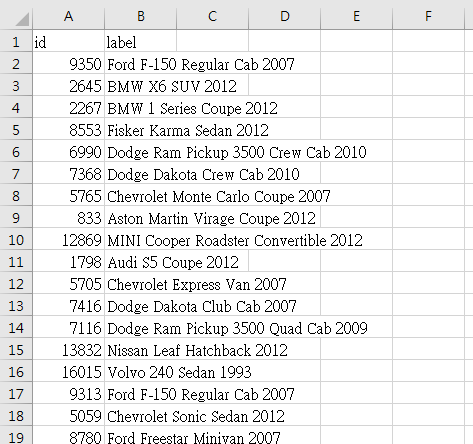 A B C D E F
1 id label
2 9350 Ford F-150 Regular Cab 2007
3 2645 BMW X6 SUV 2012
4 2267 BMW 1 Series Coupe 2012
5 8553 Fisker Karma Sedan 2012
6 6990 Dodge Ram Pickup 3500 Crew Cab 2010
7 7368 Dodge Dakota Crew Cab 2010
8 5765 Chevrolet Monte Carlo Coupe 2007
9 833 Aston Martin Virage Coupe 2012
10 12869 MINI Cooper Roadster Convertible 2012
11 1798 Audi S5 Coupe 2012
12 5705 Chevrolet Express Van 2007
13 7416 Dodge Dakota Club Cab 2007
14 7116 Dodge Ram Pickup 3500 Quad Cab 2009
15 13832 Nissan Leaf Hatchback 2012
16 16015 Volvo 240 Sedan 1993
17 9313 Ford F-150 Regular Cab 2007
18 5059 Chevrolet Sonic Sedan 2012
19 8780 Ford Freestar Minivan 2007